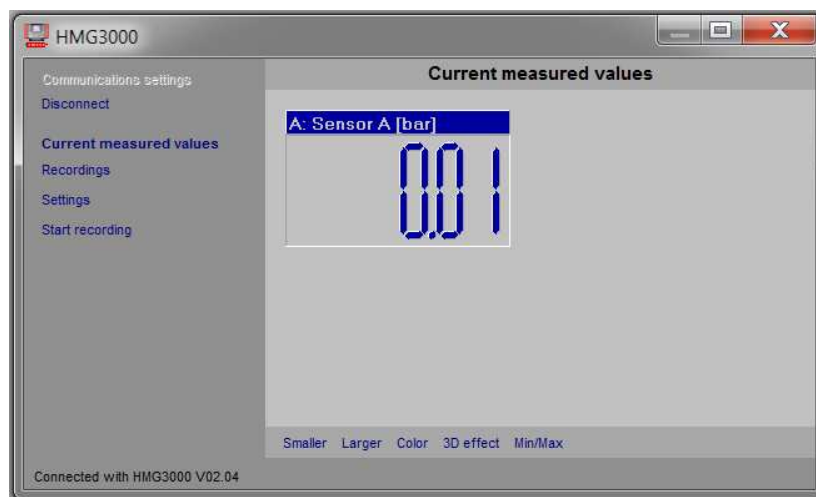 HMG3000
Communications settings
Disconnect
Current measured values
Recordings
Settings
Start recording
Current measured values
A: Sensor A [bar]
0.01
Smaller Larger Color 3D effect Min/Max
Connected with HMG3000 V02.04